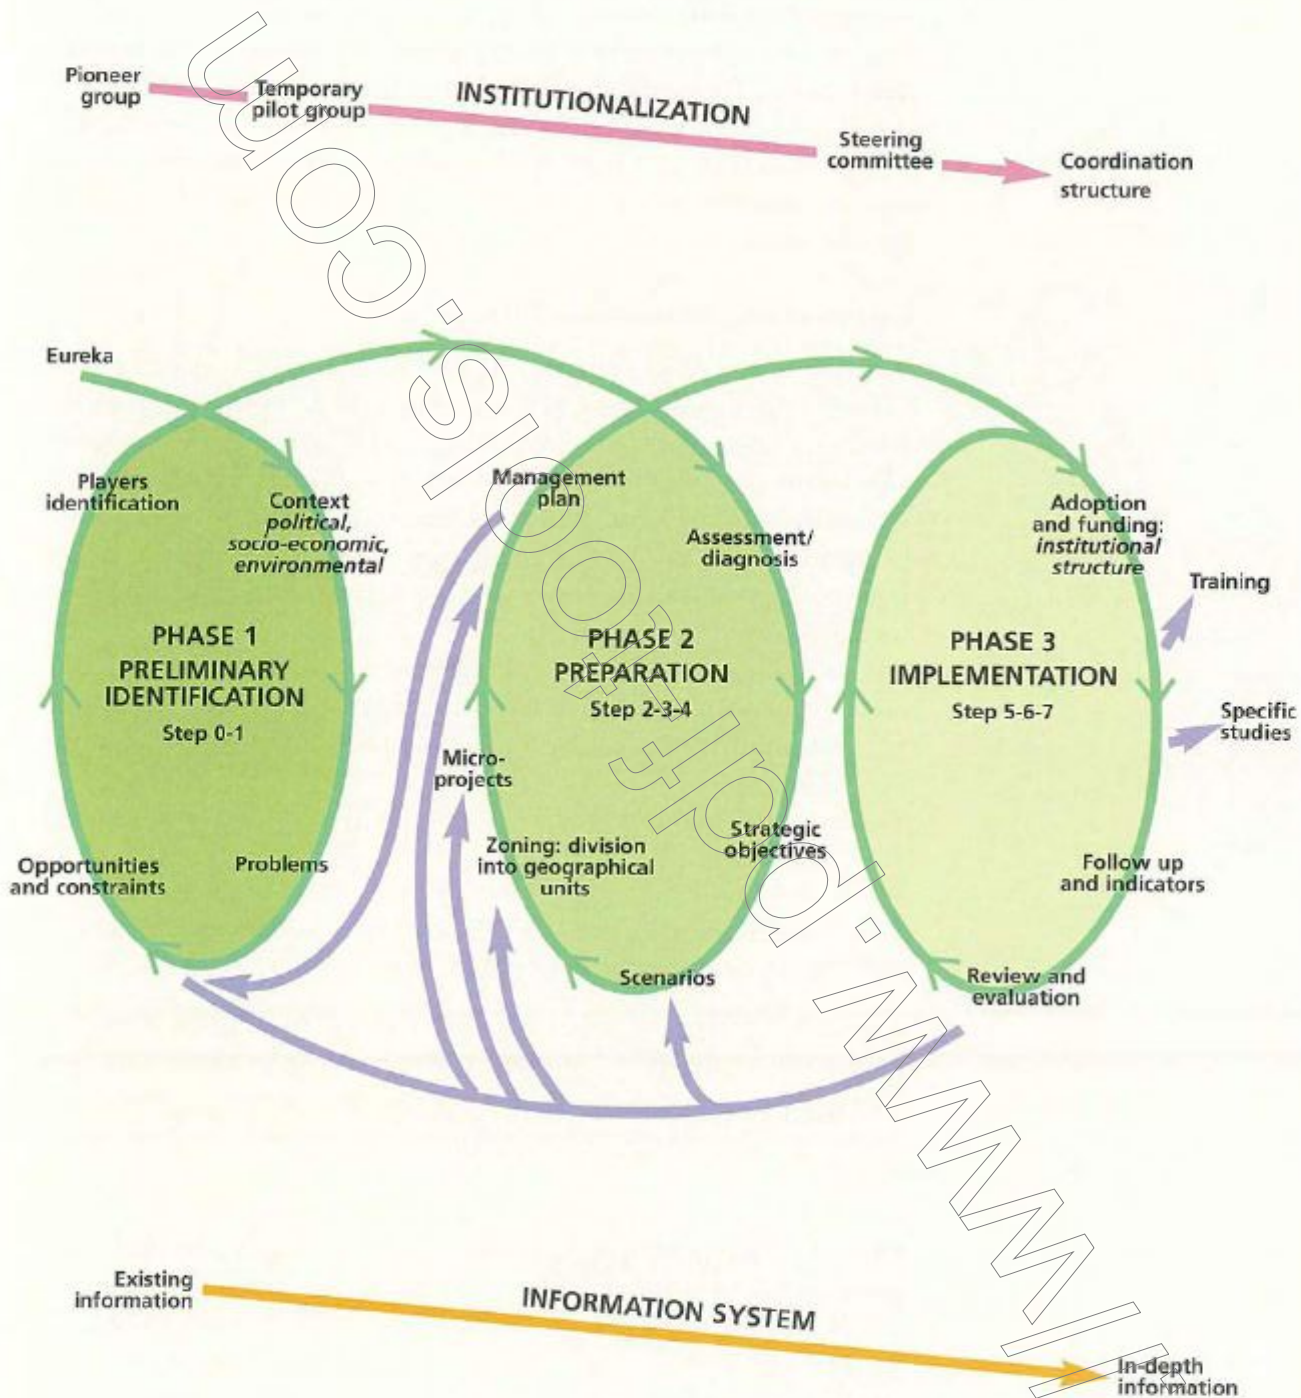 Pioneer
group
Temporary
pilot group
INSTITUTIONALIZATION
Steering
committee
Coordination
structure
Eureka
Players
identification
Context
political,
socio-economic,
environmental
PHASE 1
PRELIMINARY
IDENTIFICATION
Step 0-1
Opportunities
and constraints
Problems
Management
plan
Assessment/
diagnosis
PHASE 2
PREPARATION
Step 2-3-4
Micro-
projects
Zoning: division
into geographical
units
Strategic
objectives
Scenarios
Adoption
and funding:
institutional
structure
Training
PHASE 3
IMPLEMENTATION
Step 5-6-7
Specific
studies
Follow up
and indicators
Review and
evaluation
Existing
information
INFORMATION SYSTEM
In-depth
information